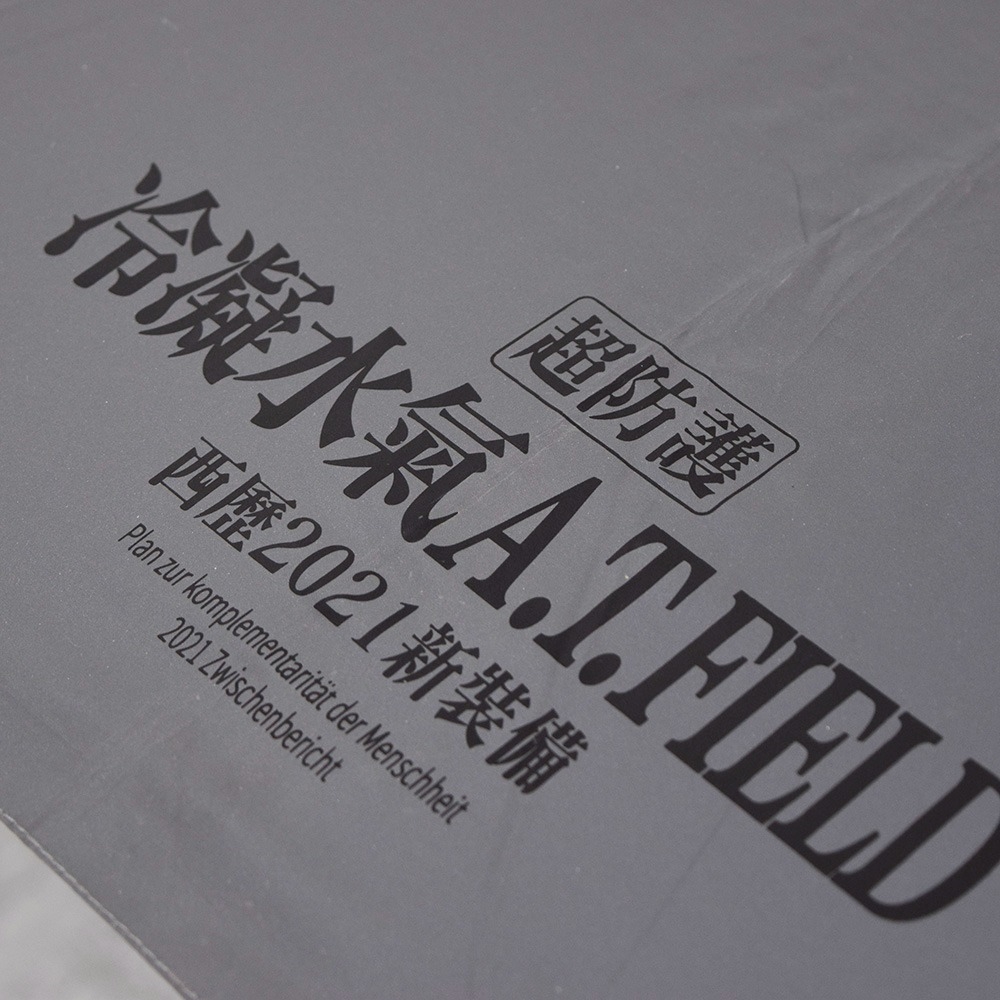 超防護
冷凝水氣A.T.FIELD
西歷2021新裝備
Plan zur komplementarität der Menschheit
2021 Zwischenbericht